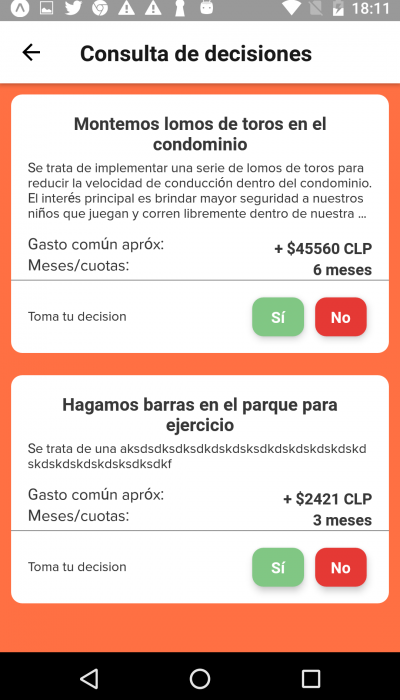 18:11
Consulta de decisiones
Montemos lomos de toros en el
condominio
Se trata de implementar una serie de lomos de toros para
reducir la velocidad de conducción dentro del condominio.
El interés principal es brindar mayor seguridad a nuestros
niños que juegan y corren libremente dentro de nuestra ...
Gasto común apróx:
+ $45560 CLP
Meses/cuotas:
6 meses
Toma tu decision
Sí
No
Hagamos barras en el parque para
ejercicio
Se trata de una aksdsdksdksdkdskdsksdkdskdskdskdskd
skdskdskdskdsksdksdkf
Gasto común apróx:
+ $2421 CLP
Meses/cuotas:
3 meses
Toma tu decision
Sí
No